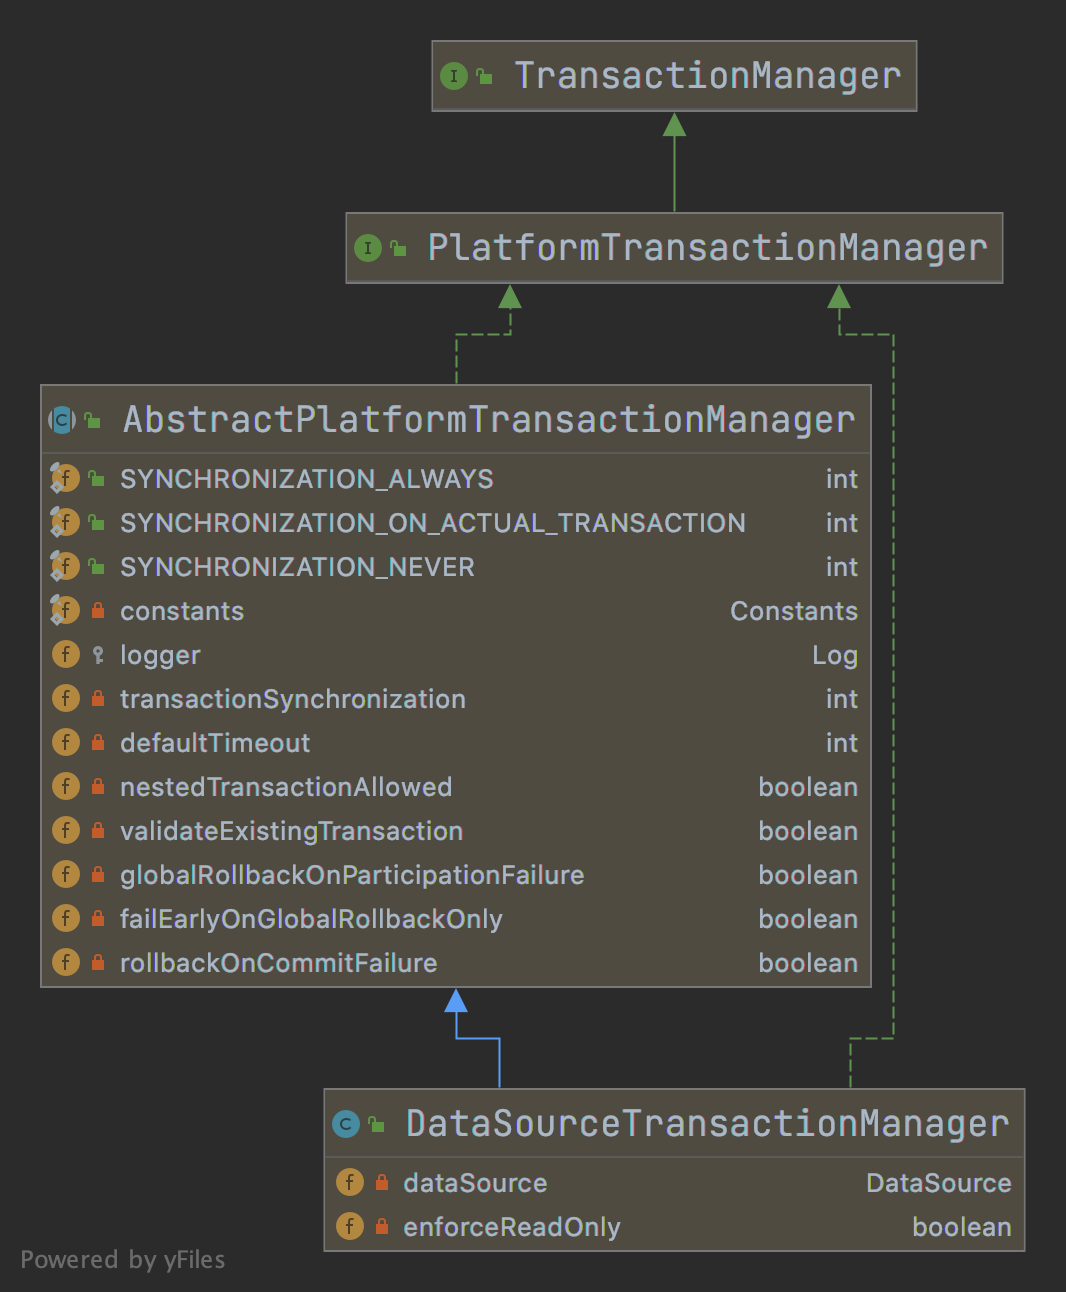 TransactionManager
PlatformTransactionManager
AbstractPlatformTransactionManager
SYNCHRONIZATION_ALWAYS int
SYNCHRONIZATION_ON_ACTUAL_TRANSACTION int
SYNCHRONIZATION_NEVER int
constants Constants
logger Log
transactionSynchronization int
defaultTimeout int
nestedTransactionAllowed boolean
validateExistingTransaction boolean
globalRollbackOnParticipationFailure boolean
failEarlyOnGlobalRollbackOnly boolean
rollbackOnCommitFailure boolean
DataSourceTransactionManager
dataSource DataSource
enforceReadOnly boolean
Powered by yFiles